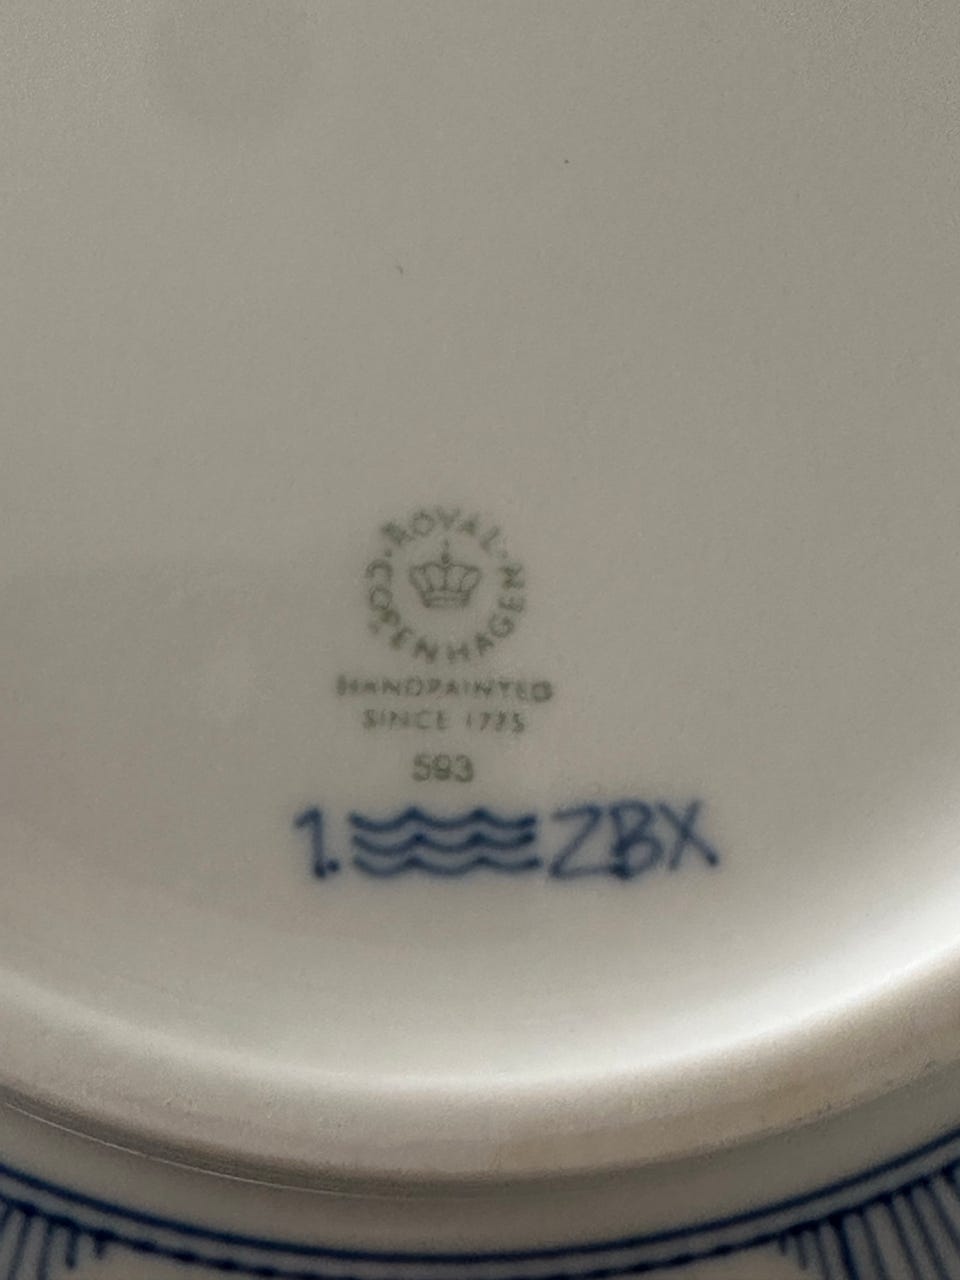 ROYAL COPENHAGEN
HANDPAINTED
SINCE 1775
593
1. ZBX